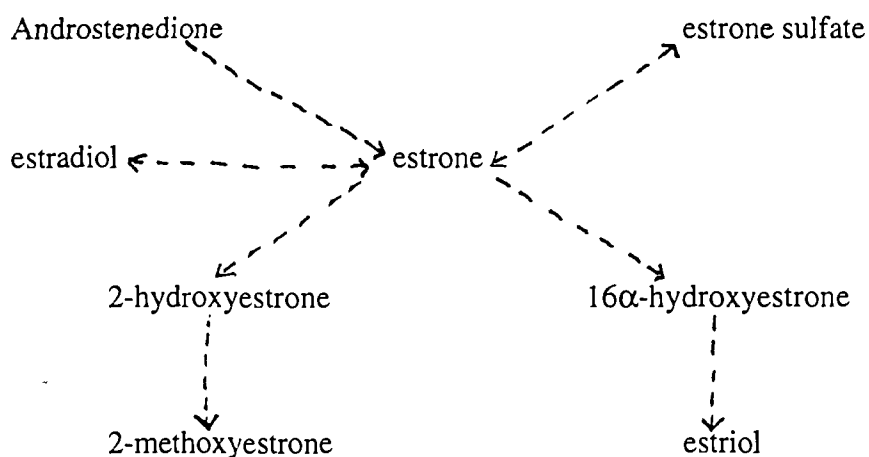 Androstenedione estrone sulfate
estradiol estrone
2-hydroxyestrone 16α-hydroxyestrone
2-methoxyestrone estriol